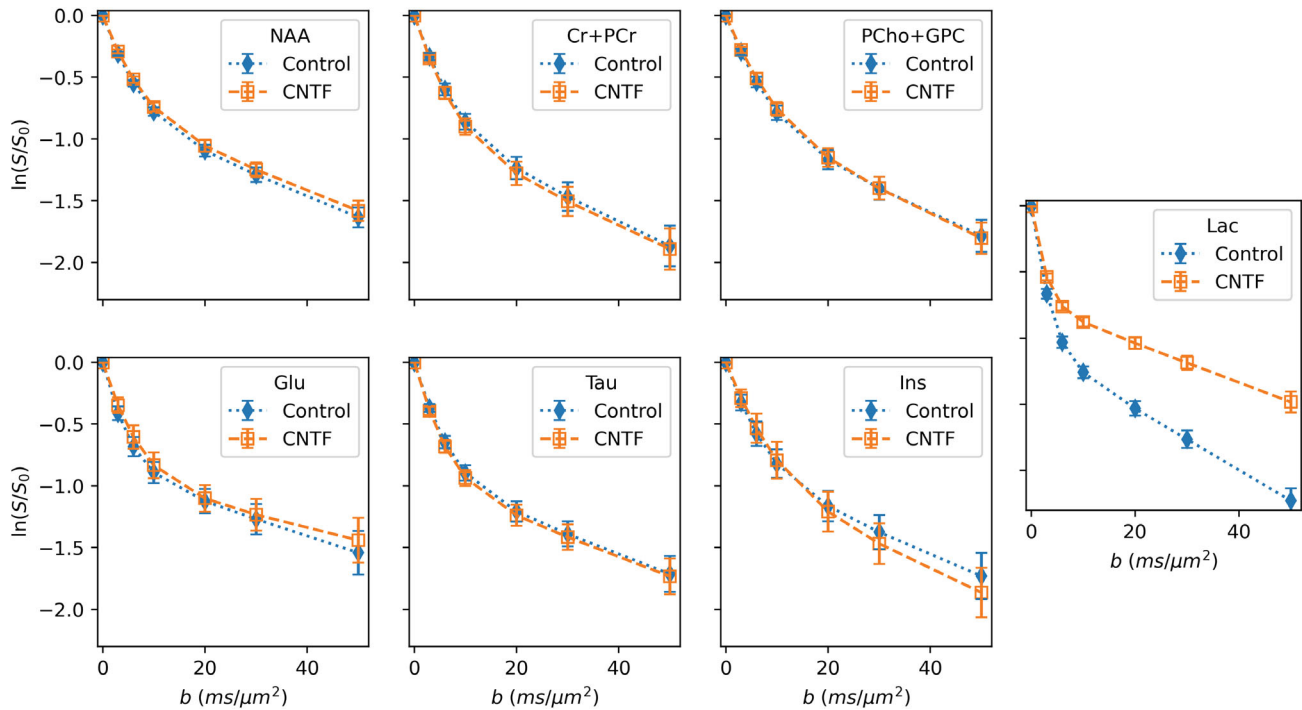 NAA
Control
CNTF
0.0
−0.5
−1.0
−1.5
−2.0
ln(S/S₀)
Cr+PCr
Control
CNTF
PCho+GPC
Control
CNTF
Glu
Control
CNTF
0.0
−0.5
−1.0
−1.5
−2.0
ln(S/S₀)
0 20 40
b (ms/μm²)
Tau
Control
CNTF
0 20 40
b (ms/μm²)
Ins
Control
CNTF
0 20 40
b (ms/μm²)
Lac
Control
CNTF
0 20 40
b (ms/μm²)